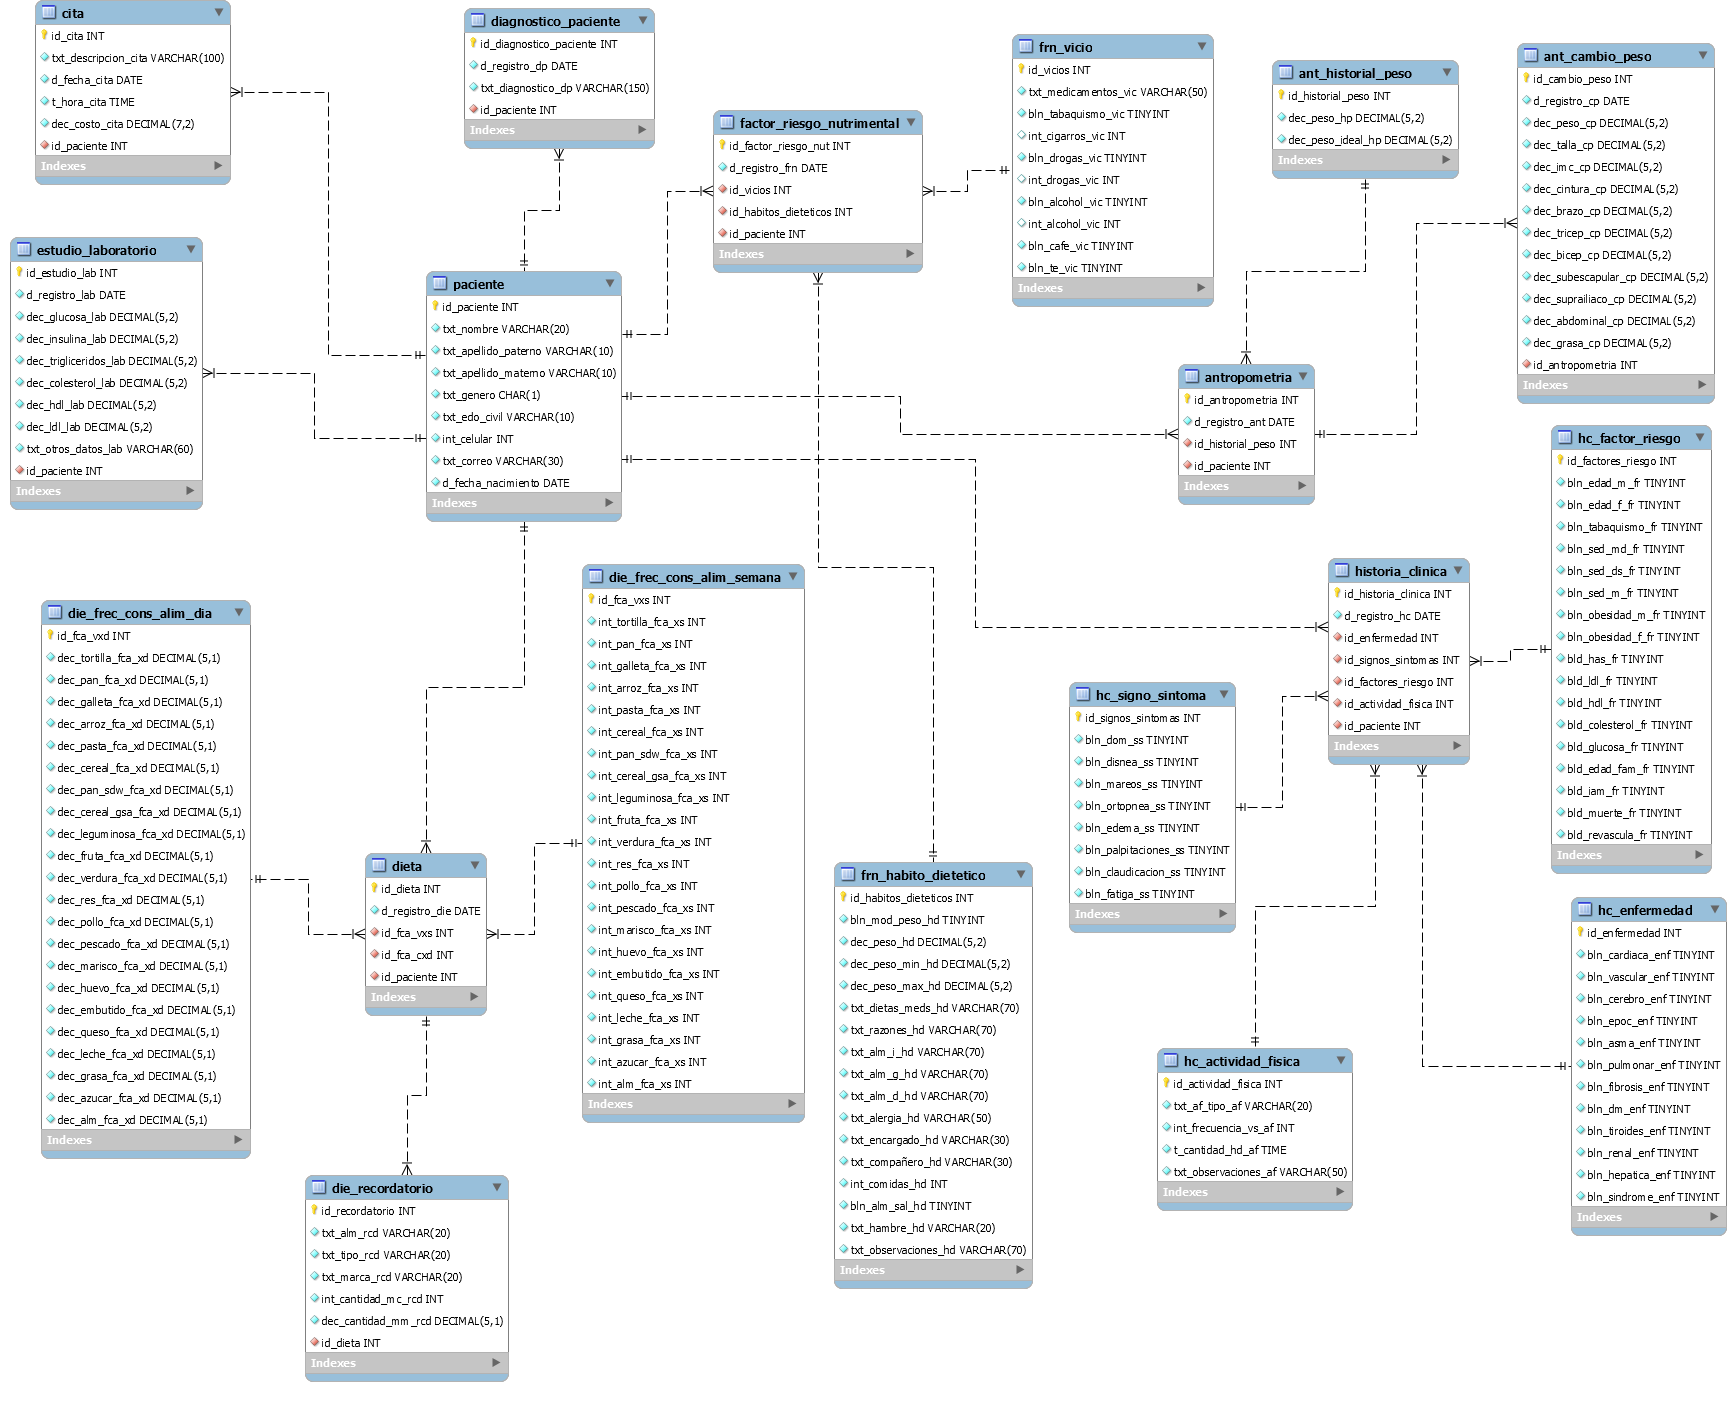 cita
id_cita INT
txt_descripcion_cita VARCHAR(100)
d_fecha_cita DATE
t_hora_cita TIME
dec_costo_cita DECIMAL(7,2)
id_paciente INT
Indexes
diagnostico_paciente
id_diagnostico_paciente INT
d_registro_dp DATE
txt_diagnostico_dp VARCHAR(150)
id_paciente INT
Indexes
factor_riesgo_nutrimental
id_factor_riesgo_nut INT
d_registro_frn DATE
id_vicios INT
id_habitos_dieteticos INT
id_paciente INT
Indexes
frn_vicio
id_vicios INT
txt_medicamentos_vic VARCHAR(50)
bln_tabaquismo_vic TINYINT
int_cigarros_vic INT
bln_drogas_vic TINYINT
int_drogas_vic INT
bln_alcohol_vic TINYINT
int_alcohol_vic INT
bln_cafe_vic TINYINT
bln_te_vic TINYINT
Indexes
ant_historial_peso
id_historial_peso INT
dec_peso_hp DECIMAL(5,2)
dec_peso_ideal_hp DECIMAL(5,2)
Indexes
ant_cambio_peso
id_cambio_peso INT
d_registro_cp DATE
dec_peso_cp DECIMAL(5,2)
dec_talla_cp DECIMAL(5,2)
dec_imc_cp DECIMAL(5,2)
dec_cintura_cp DECIMAL(5,2)
dec_brazo_cp DECIMAL(5,2)
dec_tricep_cp DECIMAL(5,2)
dec_bicep_cp DECIMAL(5,2)
dec_subescapular_cp DECIMAL(5,2)
dec_suprailiaco_cp DECIMAL(5,2)
dec_abdominal_cp DECIMAL(5,2)
dec_grasa_cp DECIMAL(5,2)
id_antropometria INT
Indexes
estudio_laboratorio
id_estudio_lab INT
d_registro_lab DATE
dec_glucosa_lab DECIMAL(5,2)
dec_insulina_lab DECIMAL(5,2)
dec_trigliceridos_lab DECIMAL(5,2)
dec_colesterol_lab DECIMAL(5,2)
dec_hdl_lab DECIMAL(5,2)
dec_ldl_lab DECIMAL(5,2)
txt_otros_datos_lab VARCHAR(60)
id_paciente INT
Indexes
paciente
id_paciente INT
txt_nombre VARCHAR(20)
txt_apellido_paterno VARCHAR(10)
txt_apellido_materno VARCHAR(10)
txt_genero CHAR(1)
txt_edo_civil VARCHAR(10)
int_celular INT
txt_correo VARCHAR(30)
d_fecha_nacimiento DATE
Indexes
antropometria
id_antropometria INT
d_registro_ant DATE
id_historial_peso INT
id_paciente INT
Indexes
hc_factor_riesgo
id_factores_riesgo INT
bln_edad_m_fr TINYINT
bln_edad_f_fr TINYINT
bln_tabaquismo_fr TINYINT
bln_sed_md_fr TINYINT
bln_sed_ds_fr TINYINT
bln_sed_m_fr TINYINT
bln_obesidad_m_fr TINYINT
bln_obesidad_f_fr TINYINT
bld_has_fr TINYINT
bld_ldl_fr TINYINT
bld_hdl_fr TINYINT
bld_colesterol_fr TINYINT
bld_glucosa_fr TINYINT
bld_edad_fam_fr TINYINT
bld_iam_fr TINYINT
bld_muerte_fr TINYINT
bld_revascula_fr TINYINT
Indexes
historia_clinica
id_historia_clinica INT
d_registro_hc DATE
id_enfermedad INT
id_signos_sintomas INT
id_factores_riesgo INT
id_actividad_fisica INT
id_paciente INT
Indexes
die_frec_cons_alim_dia
id_fca_vxd INT
dec_tortilla_fca_xd DECIMAL(5,1)
dec_pan_fca_xd DECIMAL(5,1)
dec_galleta_fca_xd DECIMAL(5,1)
dec_arroz_fca_xd DECIMAL(5,1)
dec_pasta_fca_xd DECIMAL(5,1)
dec_cereal_fca_xd DECIMAL(5,1)
dec_pan_sdw_fca_xd DECIMAL(5,1)
dec_cereal_gsa_fca_xd DECIMAL(5,1)
dec_leguminosa_fca_xd DECIMAL(5,1)
dec_fruta_fca_xd DECIMAL(5,1)
dec_verdura_fca_xd DECIMAL(5,1)
dec_res_fca_xd DECIMAL(5,1)
dec_pollo_fca_xd DECIMAL(5,1)
dec_pescado_fca_xd DECIMAL(5,1)
dec_marisco_fca_xd DECIMAL(5,1)
dec_huevo_fca_xd DECIMAL(5,1)
dec_embutido_fca_xd DECIMAL(5,1)
dec_queso_fca_xd DECIMAL(5,1)
dec_leche_fca_xd DECIMAL(5,1)
dec_grasa_fca_xd DECIMAL(5,1)
dec_azucar_fca_xd DECIMAL(5,1)
dec_alm_fca_xd DECIMAL(5,1)
Indexes
die_frec_cons_alim_semana
id_fca_vxs INT
int_tortilla_fca_xs INT
int_pan_fca_xs INT
int_galleta_fca_xs INT
int_arroz_fca_xs INT
int_pasta_fca_xs INT
int_cereal_fca_xs INT
int_pan_sdw_fca_xs INT
int_cereal_gsa_fca_xs INT
int_leguminosa_fca_xs INT
int_fruta_fca_xs INT
int_verdura_fca_xs INT
int_res_fca_xs INT
int_pollo_fca_xs INT
int_pescado_fca_xs INT
int_marisco_fca_xs INT
int_huevo_fca_xs INT
int_embutido_fca_xs INT
int_queso_fca_xs INT
int_leche_fca_xs INT
int_grasa_fca_xs INT
int_azucar_fca_xs INT
int_alm_fca_xs INT
Indexes
hc_signo_sintoma
id_signos_sintomas INT
bln_dom_ss TINYINT
bln_disnea_ss TINYINT
bln_mareos_ss TINYINT
bln_ortopnea_ss TINYINT
bln_edema_ss TINYINT
bln_palpitaciones_ss TINYINT
bln_claudicacion_ss TINYINT
bln_fatiga_ss TINYINT
Indexes
dieta
id_dieta INT
d_registro_die DATE
id_fca_vxs INT
id_fca_cxd INT
id_paciente INT
Indexes
frn_habito_dietetico
id_habitos_dieteticos INT
bln_mod_peso_hd TINYINT
dec_peso_hd DECIMAL(5,2)
dec_peso_min_hd DECIMAL(5,2)
dec_peso_max_hd DECIMAL(5,2)
txt_dietas_meds_hd VARCHAR(70)
txt_razones_hd VARCHAR(70)
txt_alm_i_hd VARCHAR(70)
txt_alm_g_hd VARCHAR(70)
txt_alm_d_hd VARCHAR(70)
txt_alergia_hd VARCHAR(50)
txt_encargado_hd VARCHAR(30)
txt_compañero_hd VARCHAR(30)
int_comidas_hd INT
bln_alm_sal_hd TINYINT
txt_hambre_hd VARCHAR(20)
txt_observaciones_hd VARCHAR(70)
Indexes
hc_enfermedad
id_enfermedad INT
bln_cardiaca_enf TINYINT
bln_vascular_enf TINYINT
bln_cerebro_enf TINYINT
bln_epoc_enf TINYINT
bln_asma_enf TINYINT
bln_pulmonar_enf TINYINT
bln_fibrosis_enf TINYINT
bln_dm_enf TINYINT
bln_tiroides_enf TINYINT
bln_renal_enf TINYINT
bln_hepatica_enf TINYINT
bln_sindrome_enf TINYINT
Indexes
hc_actividad_fisica
id_actividad_fisica INT
txt_af_tipo_af VARCHAR(20)
int_frecuencia_vs_af INT
t_cantidad_hd_af TIME
txt_observaciones_af VARCHAR(50)
Indexes
die_recordatorio
id_recordatorio INT
txt_alm_rcd VARCHAR(20)
txt_tipo_rcd VARCHAR(20)
txt_marca_rcd VARCHAR(20)
int_cantidad_mc_rcd INT
dec_cantidad_mm_rcd DECIMAL(5,1)
id_dieta INT
Indexes